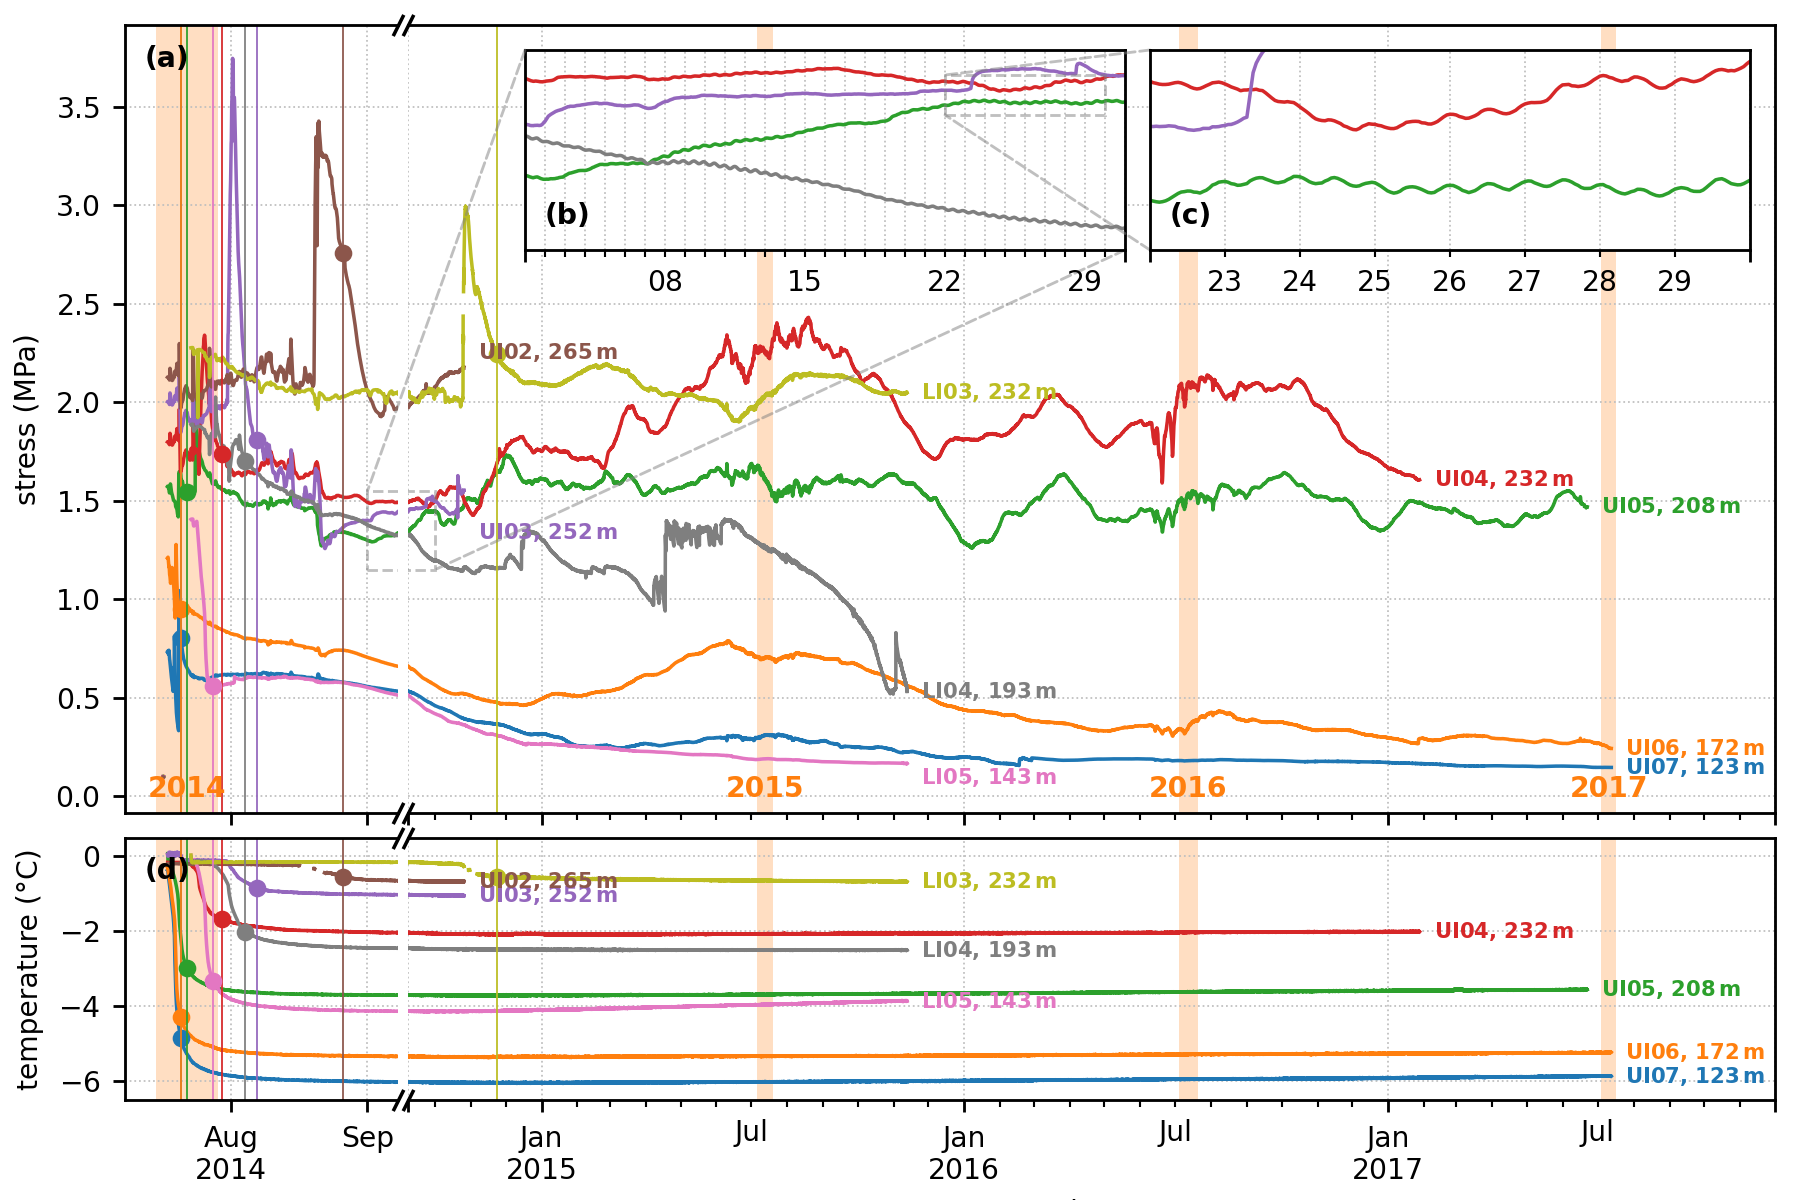 (a)
3.5
3.0
2.5
2.0
1.5
1.0
0.5
0.0
stress (MPa)
(b)
08 15 22 29
(c)
23 24 25 26 27 28 29
UI02, 265 m
LI03, 232 m
UI04, 232 m
UI05, 208 m
UI03, 252 m
LI04, 193 m
UI06, 172 m
UI07, 123 m
LI05, 143 m
2014 2015 2016 2017
(d)
0
−2
−4
−6
temperature (°C)
UI02, 265 m
UI03, 252 m
LI03, 232 m
UI04, 232 m
LI04, 193 m
UI05, 208 m
LI05, 143 m
UI06, 172 m
UI07, 123 m
Aug Sep Jan Jul Jan Jul Jan Jul
2014 2015 2016 2017